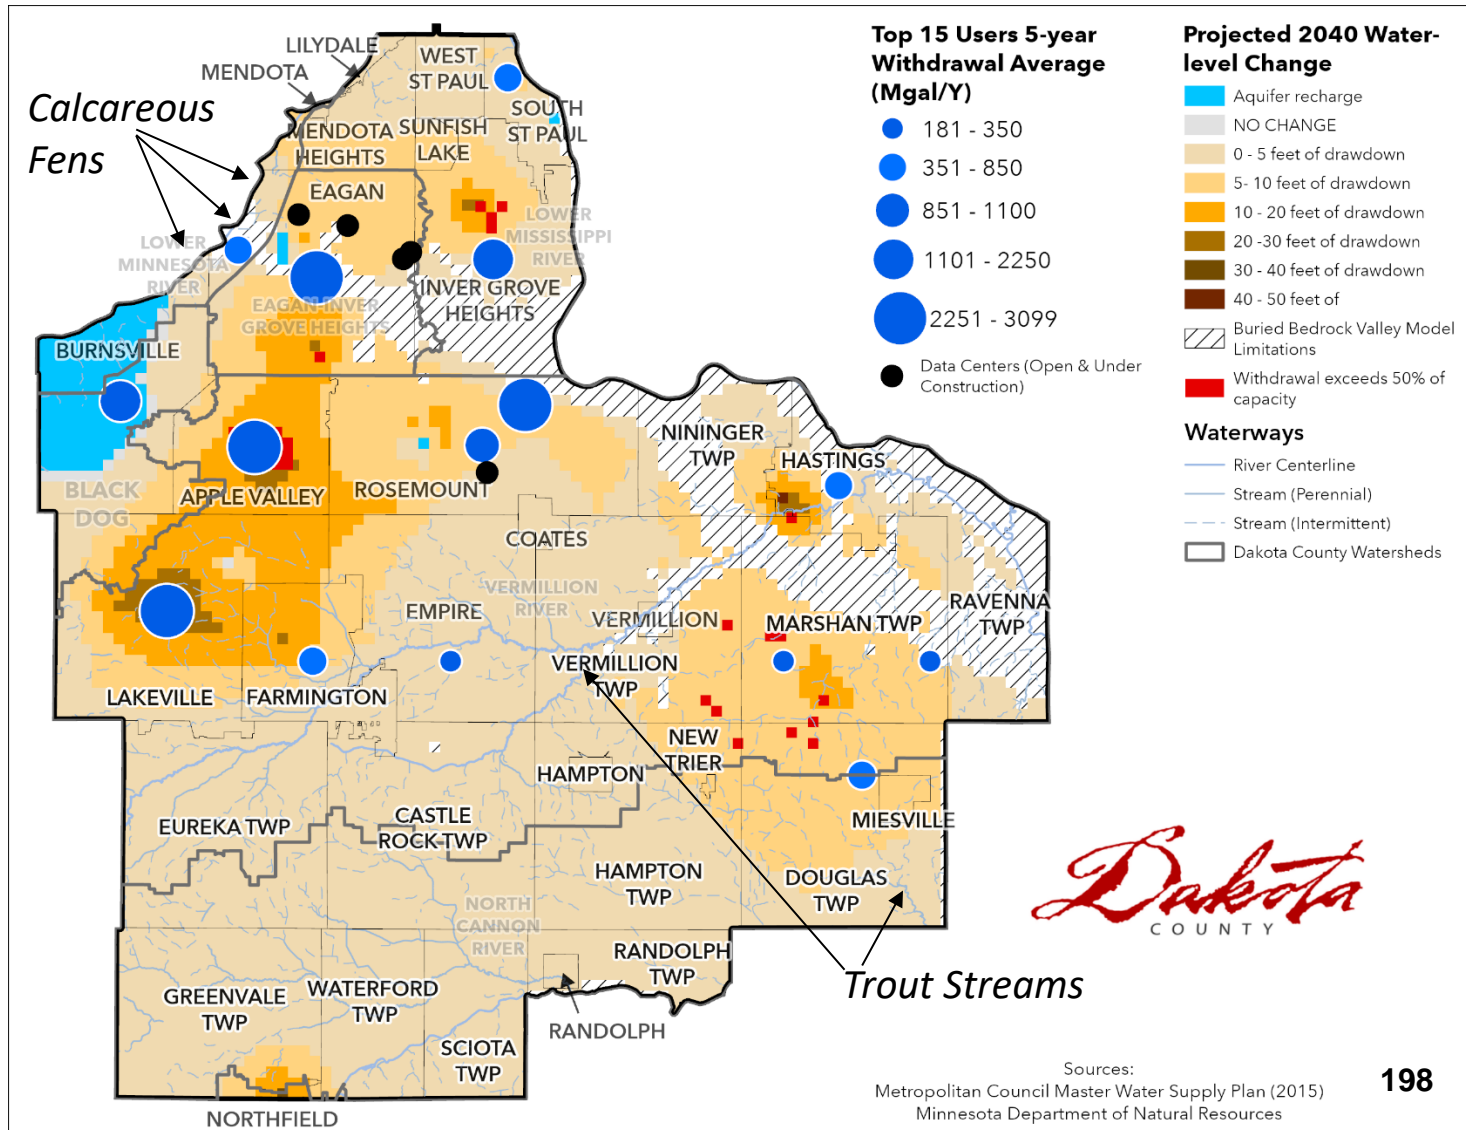 LILYDALE
MENDOTA
WEST
ST PAUL
Calcareous
Fens
SOUTH
ST PAUL
MENDOTA
HEIGHTS
SUNFISH
LAKE
EAGAN
LOWER
MISSISSIPPI
RIVER
LOWER
MINNESOTA
RIVER
INVER GROVE
HEIGHTS
EAGAN-INVER
GROVE HEIGHTS
BURNSVILLE
BLACK
DOG
APPLE VALLEY
ROSEMOUNT
NININGER
TWP
HASTINGS
COATES
VERMILLION
RIVER
EMPIRE
VERMILLION
MARSHAN TWP
RAVENNA
TWP
VERMILLION
TWP
LAKEVILLE
FARMINGTON
NEW
TRIER
HAMPTON
MIESVILLE
EUREKA TWP
CASTLE
ROCK TWP
HAMPTON
TWP
DOUGLAS
TWP
NORTH
CANNON
RIVER
RANDOLPH
TWP
Trout Streams
GREENVALE
TWP
WATERFORD
TWP
RANDOLPH
SCIOTA
TWP
NORTHFIELD
Top 15 Users 5-year
Withdrawal Average
(Mgal/Y)
181 - 350
351 - 850
851 - 1100
1101 - 2250
2251 - 3099
Data Centers (Open & Under
Construction)
Projected 2040 Water-
level Change
Aquifer recharge
NO CHANGE
0 - 5 feet of drawdown
5- 10 feet of drawdown
10 - 20 feet of drawdown
20 -30 feet of drawdown
30 - 40 feet of drawdown
40 - 50 feet of
Buried Bedrock Valley Model
Limitations
Withdrawal exceeds 50% of
capacity
Waterways
River Centerline
Stream (Perennial)
Stream (Intermittent)
Dakota County Watersheds
Dakota
COUNTY
Sources:
Metropolitan Council Master Water Supply Plan (2015)
Minnesota Department of Natural Resources
198